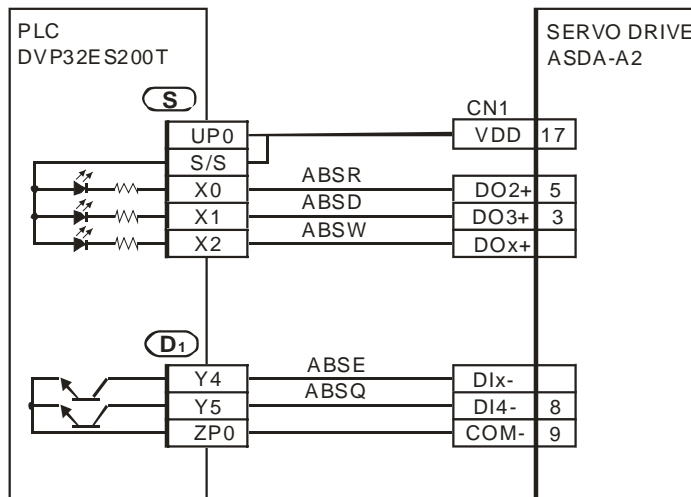 PLC
DVP32ES200T
SERVO DRIVE
ASDA-A2
S
CN1
UP0
VDD 17
S/S
X0 ABSR DO2+ 5
X1 ABSD DO3+ 3
X2 ABSW DOx+
D1
Y4 ABSE DIx-
Y5 ABSQ DI4- 8
ZP0 COM- 9